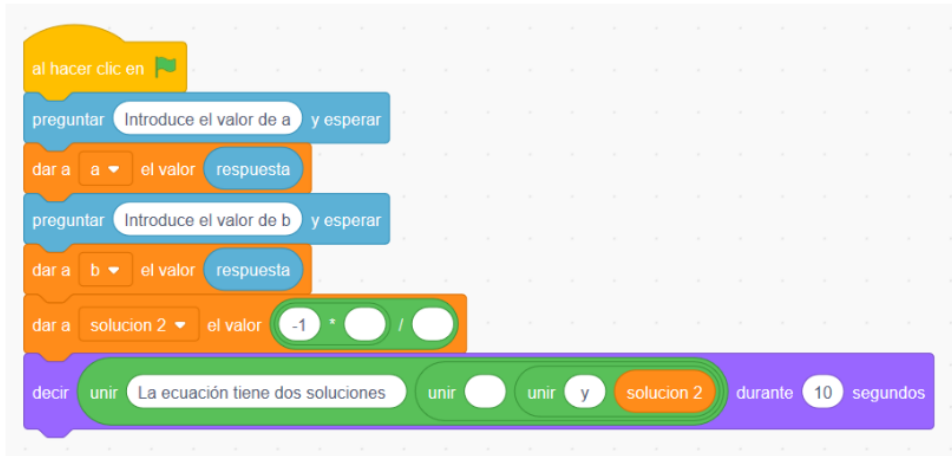 al hacer clic en
preguntar Introduce el valor de a y esperar
dar a a el valor respuesta
preguntar Introduce el valor de b y esperar
dar a b el valor respuesta
dar a solucion 2 el valor -1 * /
decir unir La ecuación tiene dos soluciones unir unir y solucion 2 durante 10 segundos